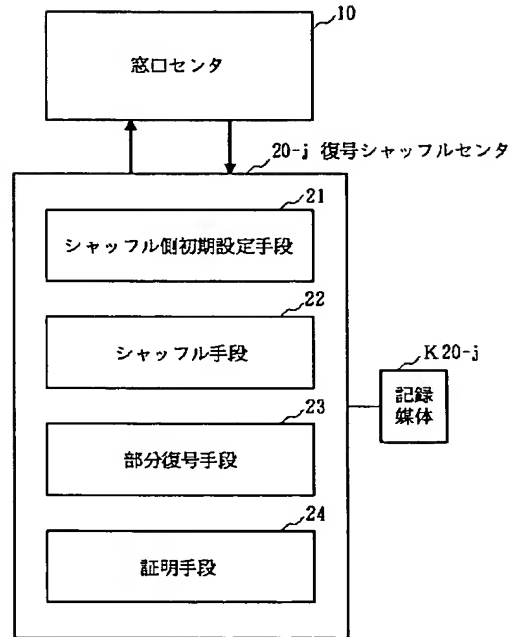 10
窓口センタ
20-j 復号シャッフルセンタ
21
シャッフル側初期設定手段
22
シャッフル手段
K20-j
記録
媒体
23
部分復号手段
24
証明手段